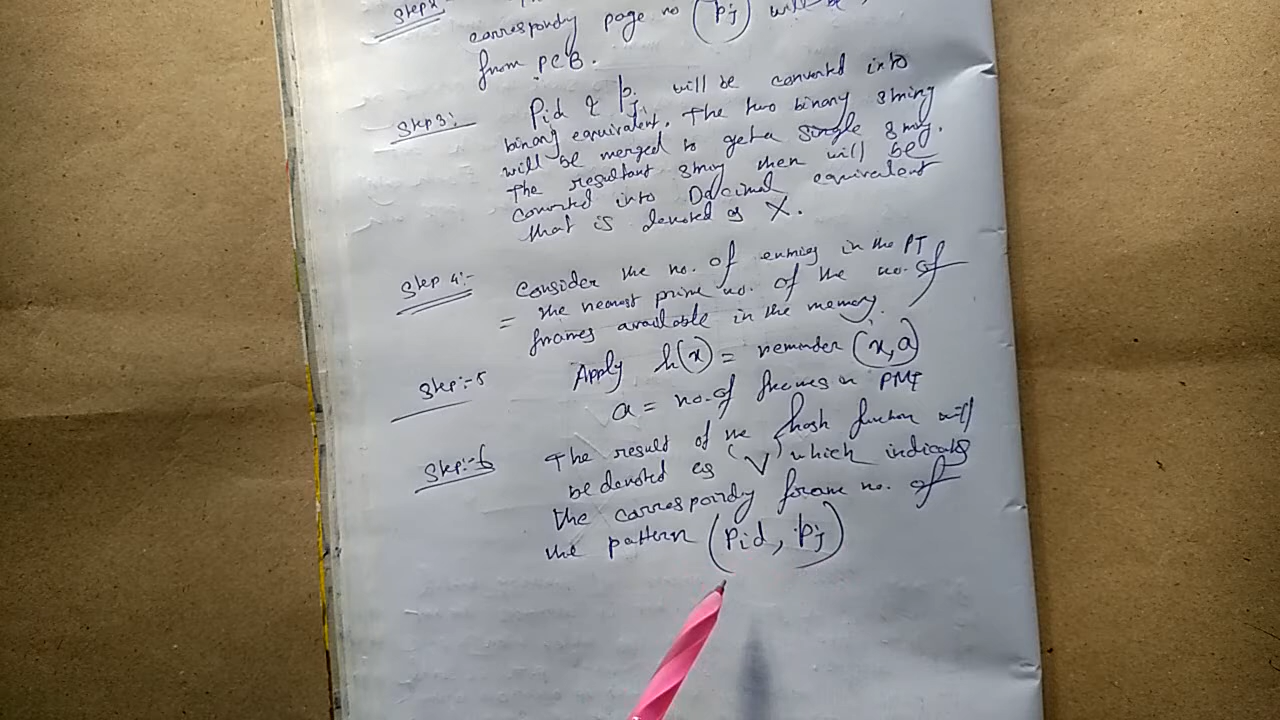 correspondy page no (Pj) will be
from PCB.
Step 3:- Pid & Pj will be converted into
binary equivalent. The two binary string
will be merged to get a single string.
The resultant string then will be
converted into Decimal equivalent
that is denoted as X.
Step 4:- Consider the no. of entries in the PT
= the nearest prime no. of the no. of
frames available in the memory.
Step:-5 Apply h(x) = reminder (x, a)
a = no. of frames in PMT
Step:-6 The result of the hash function will
be denoted as (V) which indicats
the correspondy frame no. of
the pattern (Pid, Pj)